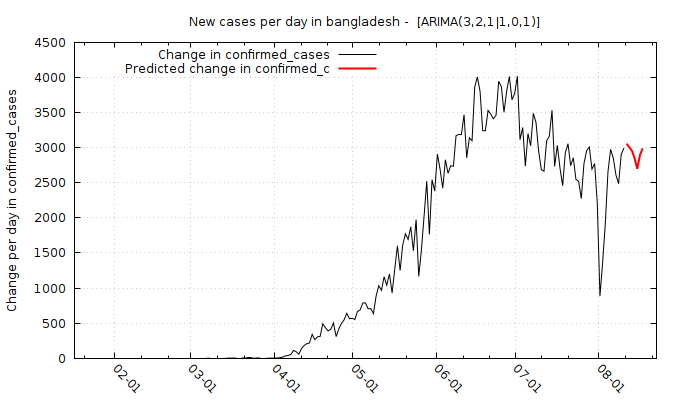 New cases per day in bangladesh -  [ARIMA(3,2,1|1,0,1)]
Change in confirmed_cases
Predicted change in confirmed_c
Change per day in confirmed_cases
4500
4000
3500
3000
2500
2000
1500
1000
500
0
02-01 03-01 04-01 05-01 06-01 07-01 08-01